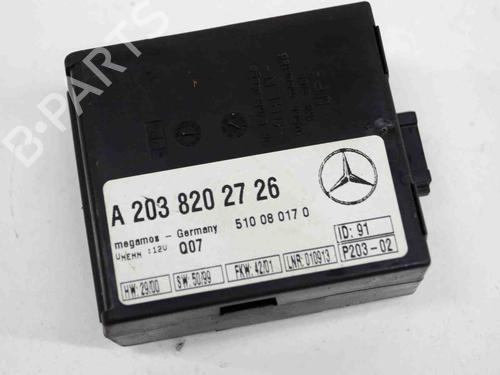 B-PARTS
A 203 820 27 26
megamos - Germany 510 08 017 0
UNENN :12V Q07
ID: 91
HW: 29/00 SW: 50/99 FKW: 42/01 LNR: 010913 P203-02